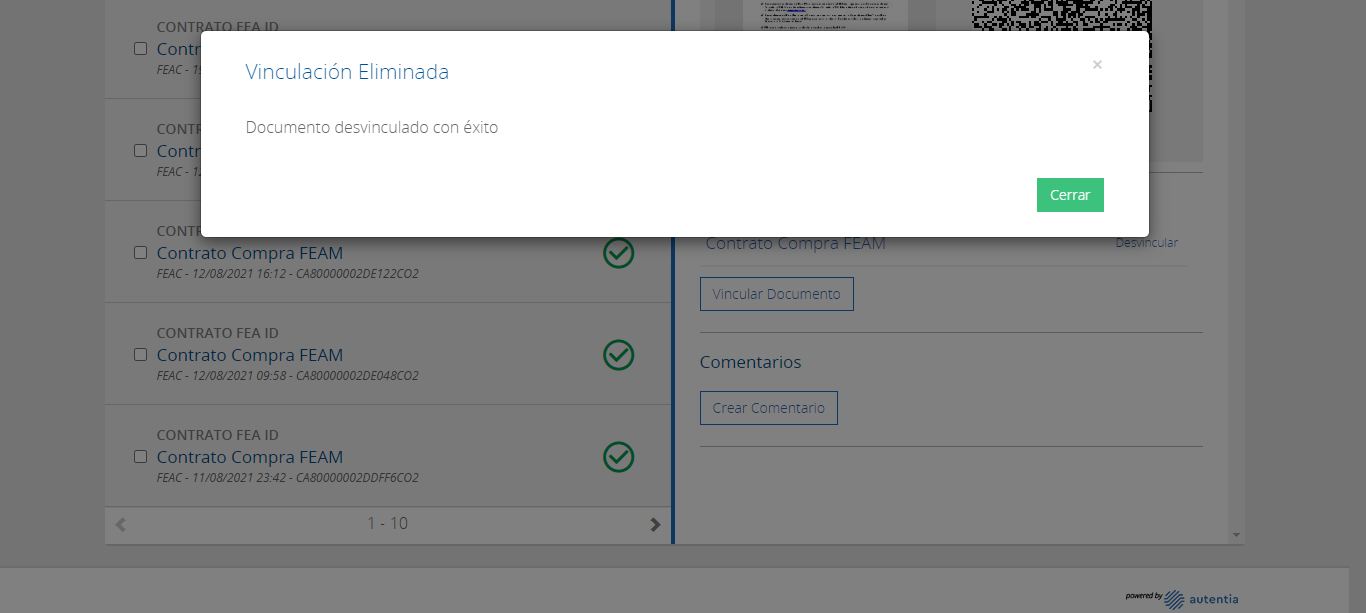 CONTRATO FEA ID
Vinculación Eliminada
×
Documento desvinculado con éxito
Cerrar
Contrato Compra FEAM
FEAC - 12/08/2021 16:12 - CA80000002DE122CO2
CONTRATO FEA ID
Contrato Compra FEAM
FEAC - 12/08/2021 09:58 - CA80000002DE048CO2
CONTRATO FEA ID
Contrato Compra FEAM
FEAC - 11/08/2021 23:42 - CA80000002DDFF6CO2
1 - 10
Contrato Compra FEAM
Desvincular
Vincular Documento
Comentarios
Crear Comentario
powered by autentia